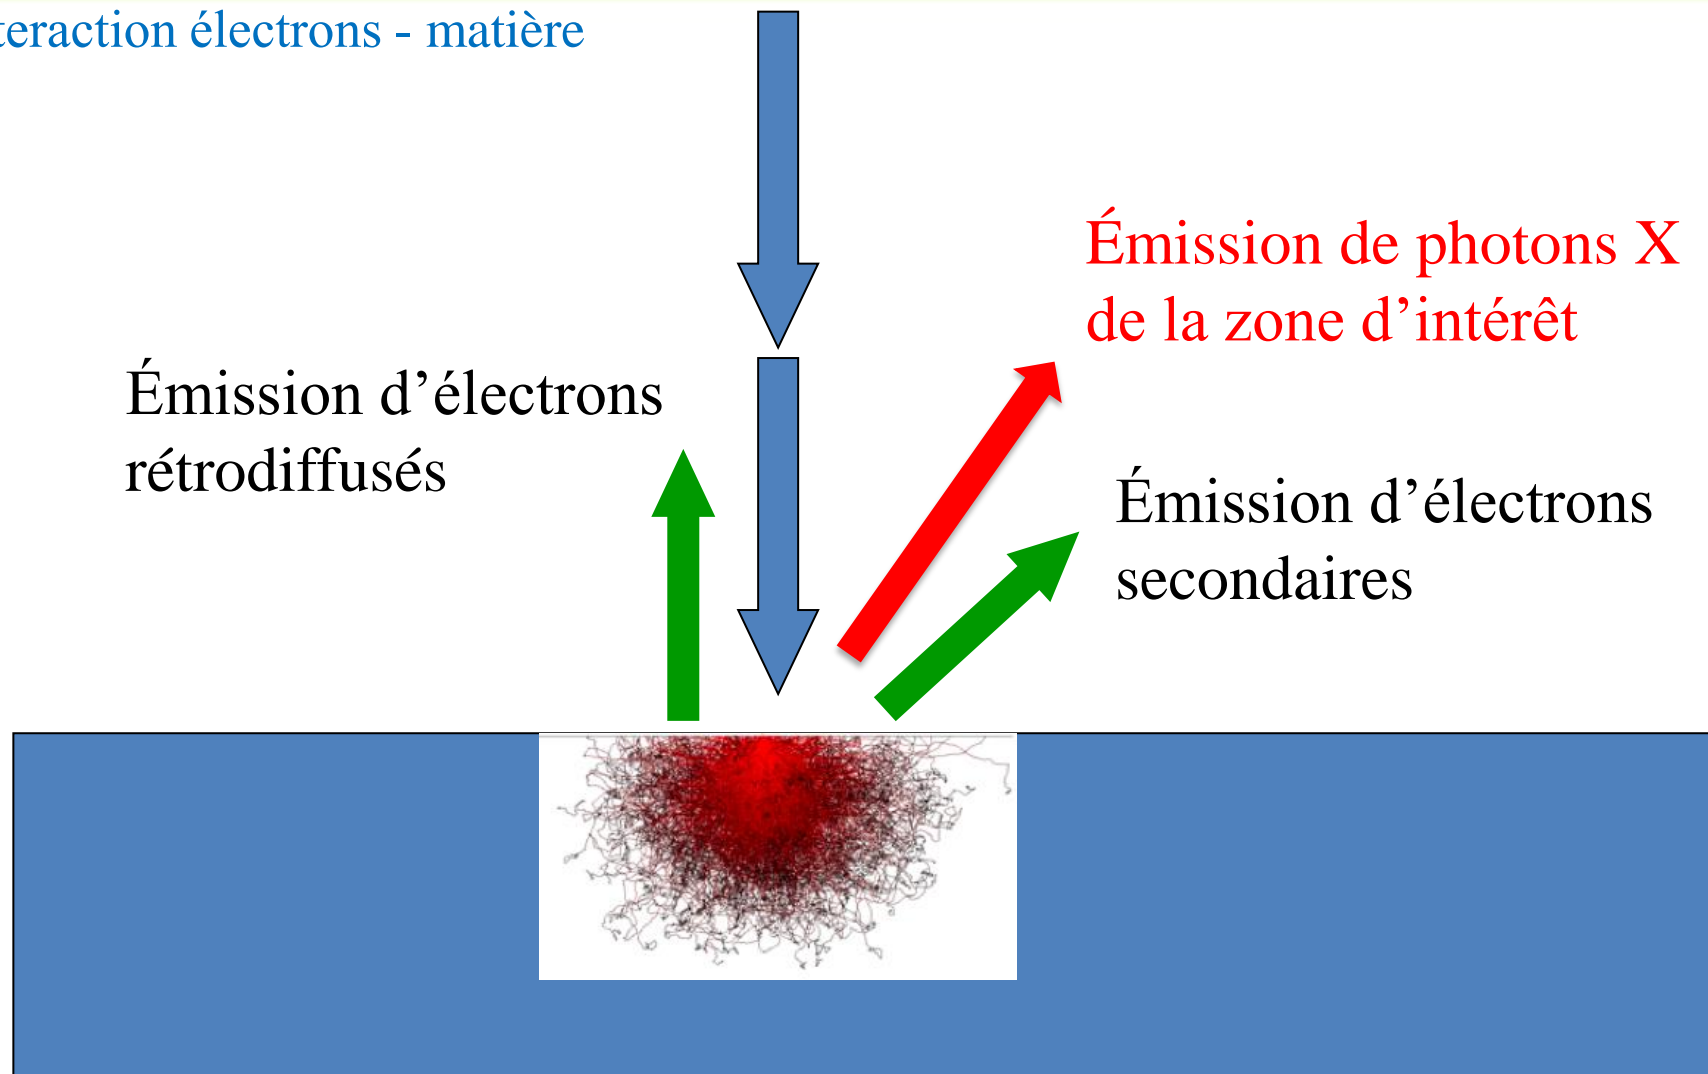 teraction électrons - matière
Émission de photons X
de la zone d’intérêt
Émission d’électrons
rétrodiffusés
Émission d’électrons
secondaires